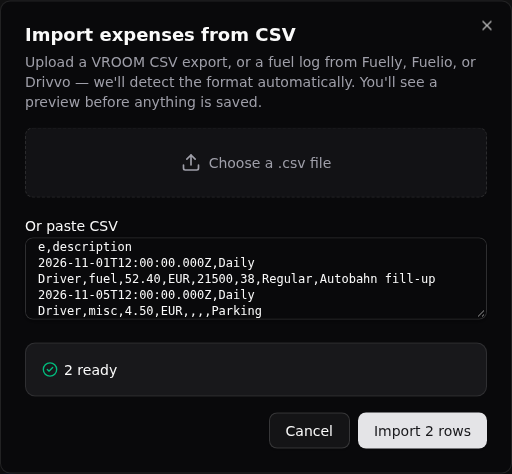 Import expenses from CSV
Upload a VROOM CSV export, or a fuel log from Fuelly, Fuelio, or
Drivvo — we'll detect the format automatically. You'll see a
preview before anything is saved.
Choose a .csv file
Or paste CSV
e,description
2026-11-01T12:00:00.000Z,Daily
Driver,fuel,52.40,EUR,21500,38,Regular,Autobahn fill-up
2026-11-05T12:00:00.000Z,Daily
Driver,misc,4.50,EUR,,,,Parking
2 ready
Cancel
Import 2 rows